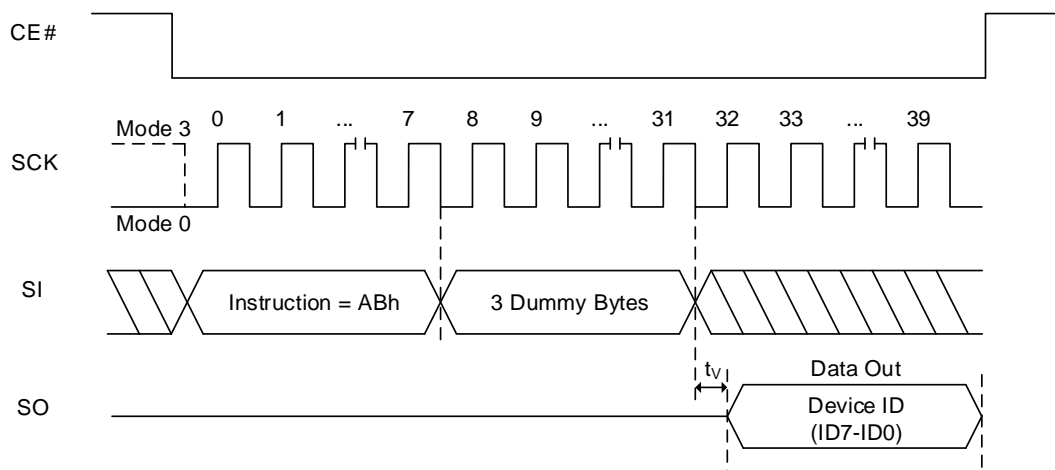 CE#
0 1 ... 7 8 9 ... 31 32 33 ... 39
Mode 3
SCK
Mode 0
SI
Instruction = ABh
3 Dummy Bytes
tV
Data Out
SO
Device ID
(ID7-ID0)